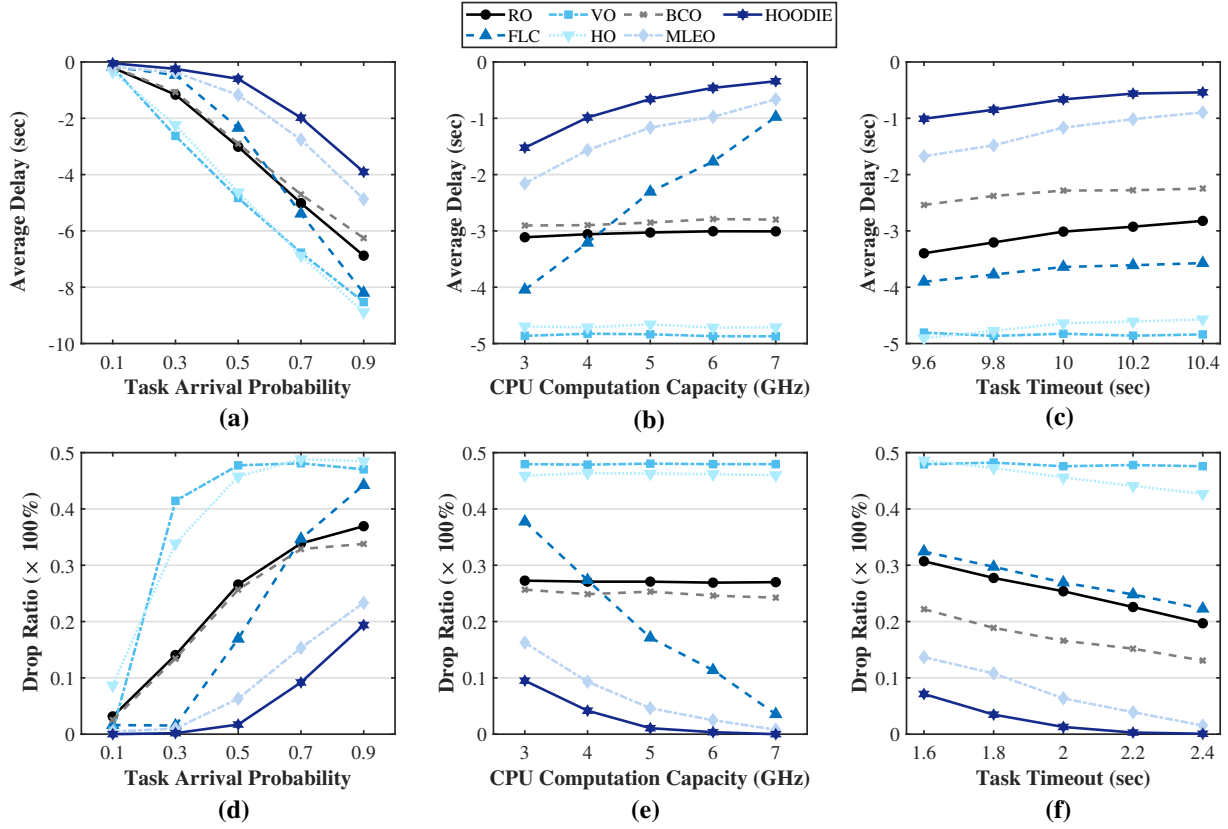 RO VO BCO HOODIE
FLC HO MLEO
0
-2
-4
-6
-8
-10
Average Delay (sec)
0.1 0.3 0.5 0.7 0.9
Task Arrival Probability
(a)
0
-1
-2
-3
-4
-5
Average Delay (sec)
3 4 5 6 7
CPU Computation Capacity (GHz)
(b)
0
-1
-2
-3
-4
-5
Average Delay (sec)
9.6 9.8 10 10.2 10.4
Task Timeout (sec)
(c)
0.5
0.4
0.3
0.2
0.1
0
Drop Ratio (× 100%)
0.1 0.3 0.5 0.7 0.9
Task Arrival Probability
(d)
0.5
0.4
0.3
0.2
0.1
0
Drop Ratio (× 100%)
3 4 5 6 7
CPU Computation Capacity (GHz)
(e)
0.5
0.4
0.3
0.2
0.1
0
Drop Ratio (× 100%)
1.6 1.8 2 2.2 2.4
Task Timeout (sec)
(f)